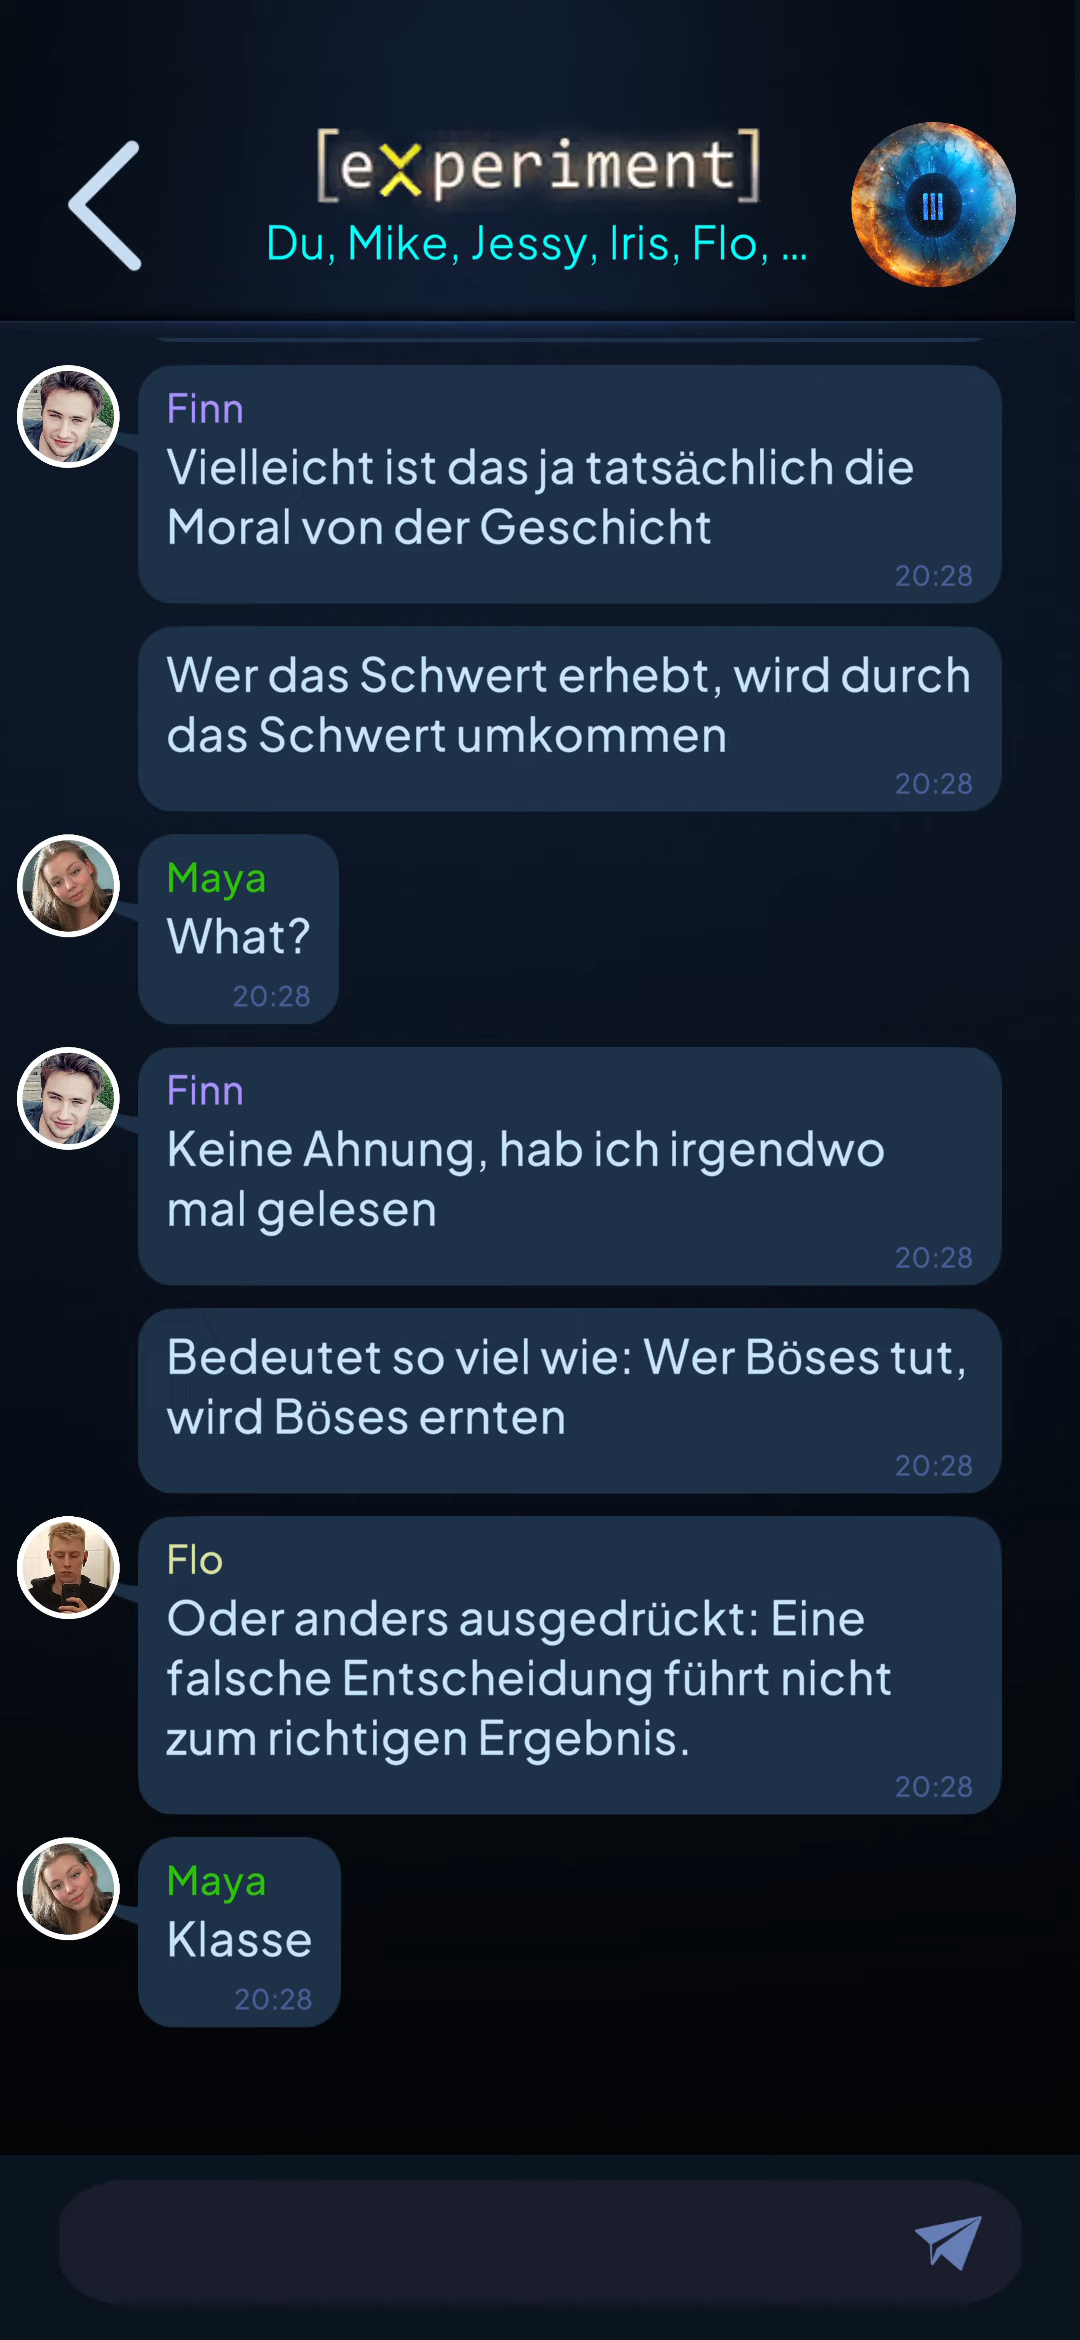 [experiment]
Du, Mike, Jessy, Iris, Flo, ...
Finn
Vielleicht ist das ja tatsächlich die
Moral von der Geschicht
20:28
Wer das Schwert erhebt, wird durch
das Schwert umkommen
20:28
Maya
What?
20:28
Finn
Keine Ahnung, hab ich irgendwo
mal gelesen
20:28
Bedeutet so viel wie: Wer Böses tut,
wird Böses ernten
20:28
Flo
Oder anders ausgedrückt: Eine
falsche Entscheidung führt nicht
zum richtigen Ergebnis.
20:28
Maya
Klasse
20:28